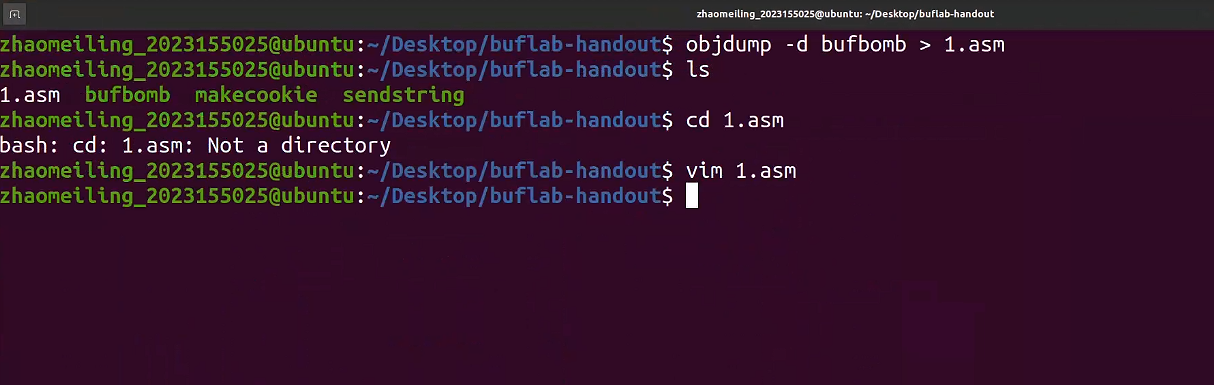 zhaomeiling_2023155025@ubuntu: ~/Desktop/buflab-handout
zhaomeiling_2023155025@ubuntu:~/Desktop/buflab-handout$ objdump -d bufbomb > 1.asm
zhaomeiling_2023155025@ubuntu:~/Desktop/buflab-handout$ ls
1.asm  bufbomb  makecookie  sendstring
zhaomeiling_2023155025@ubuntu:~/Desktop/buflab-handout$ cd 1.asm
bash: cd: 1.asm: Not a directory
zhaomeiling_2023155025@ubuntu:~/Desktop/buflab-handout$ vim 1.asm
zhaomeiling_2023155025@ubuntu:~/Desktop/buflab-handout$